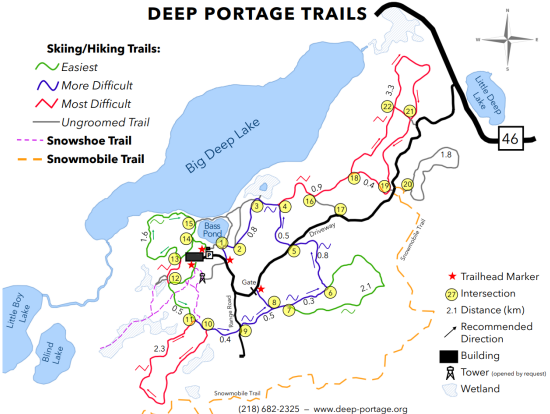 DEEP PORTAGE TRAILS
N
W
E
S
Skiing/Hiking Trails:
Easiest
More Difficult
Most Difficult
Ungroomed Trail
Snowshoe Trail
Snowmobile Trail
Big Deep Lake
Little Deep
Lake
46
3.3
22
21
1.8
18
0.4
19
20
0.9
16
17
3
4
Driveway
Snowmobile Trail
15
Bass
Pond
1.6
14
1
2
0.8
0.5
5
0.8
P
13
12
Gate
2.1
6
0.5
8
7
0.3
0.5
Range Road
11
10
0.4
9
2.3
Little Boy
Lake
Blind
Lake
Snowmobile Trail
Trailhead Marker
27 Intersection
2.1 Distance (km)
Recommended
Direction
Building
Tower (opened by request)
Wetland
(218) 682-2325 – www.deep-portage.org